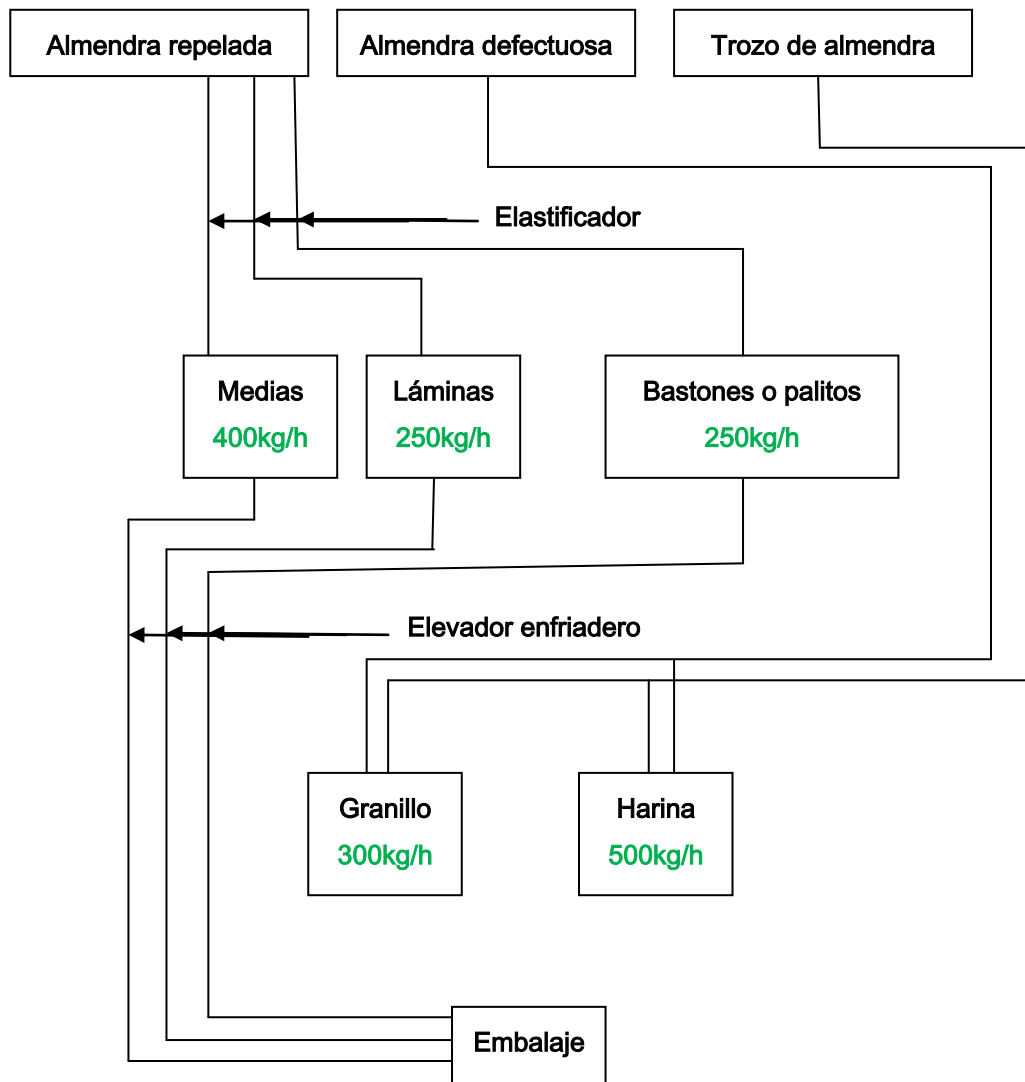 Almendra repelada
Almendra defectuosa
Trozo de almendra
Elastificador
Medias
400kg/h
Láminas
250kg/h
Bastones o palitos
250kg/h
Elevador enfriadero
Granillo
300kg/h
Harina
500kg/h
Embalaje